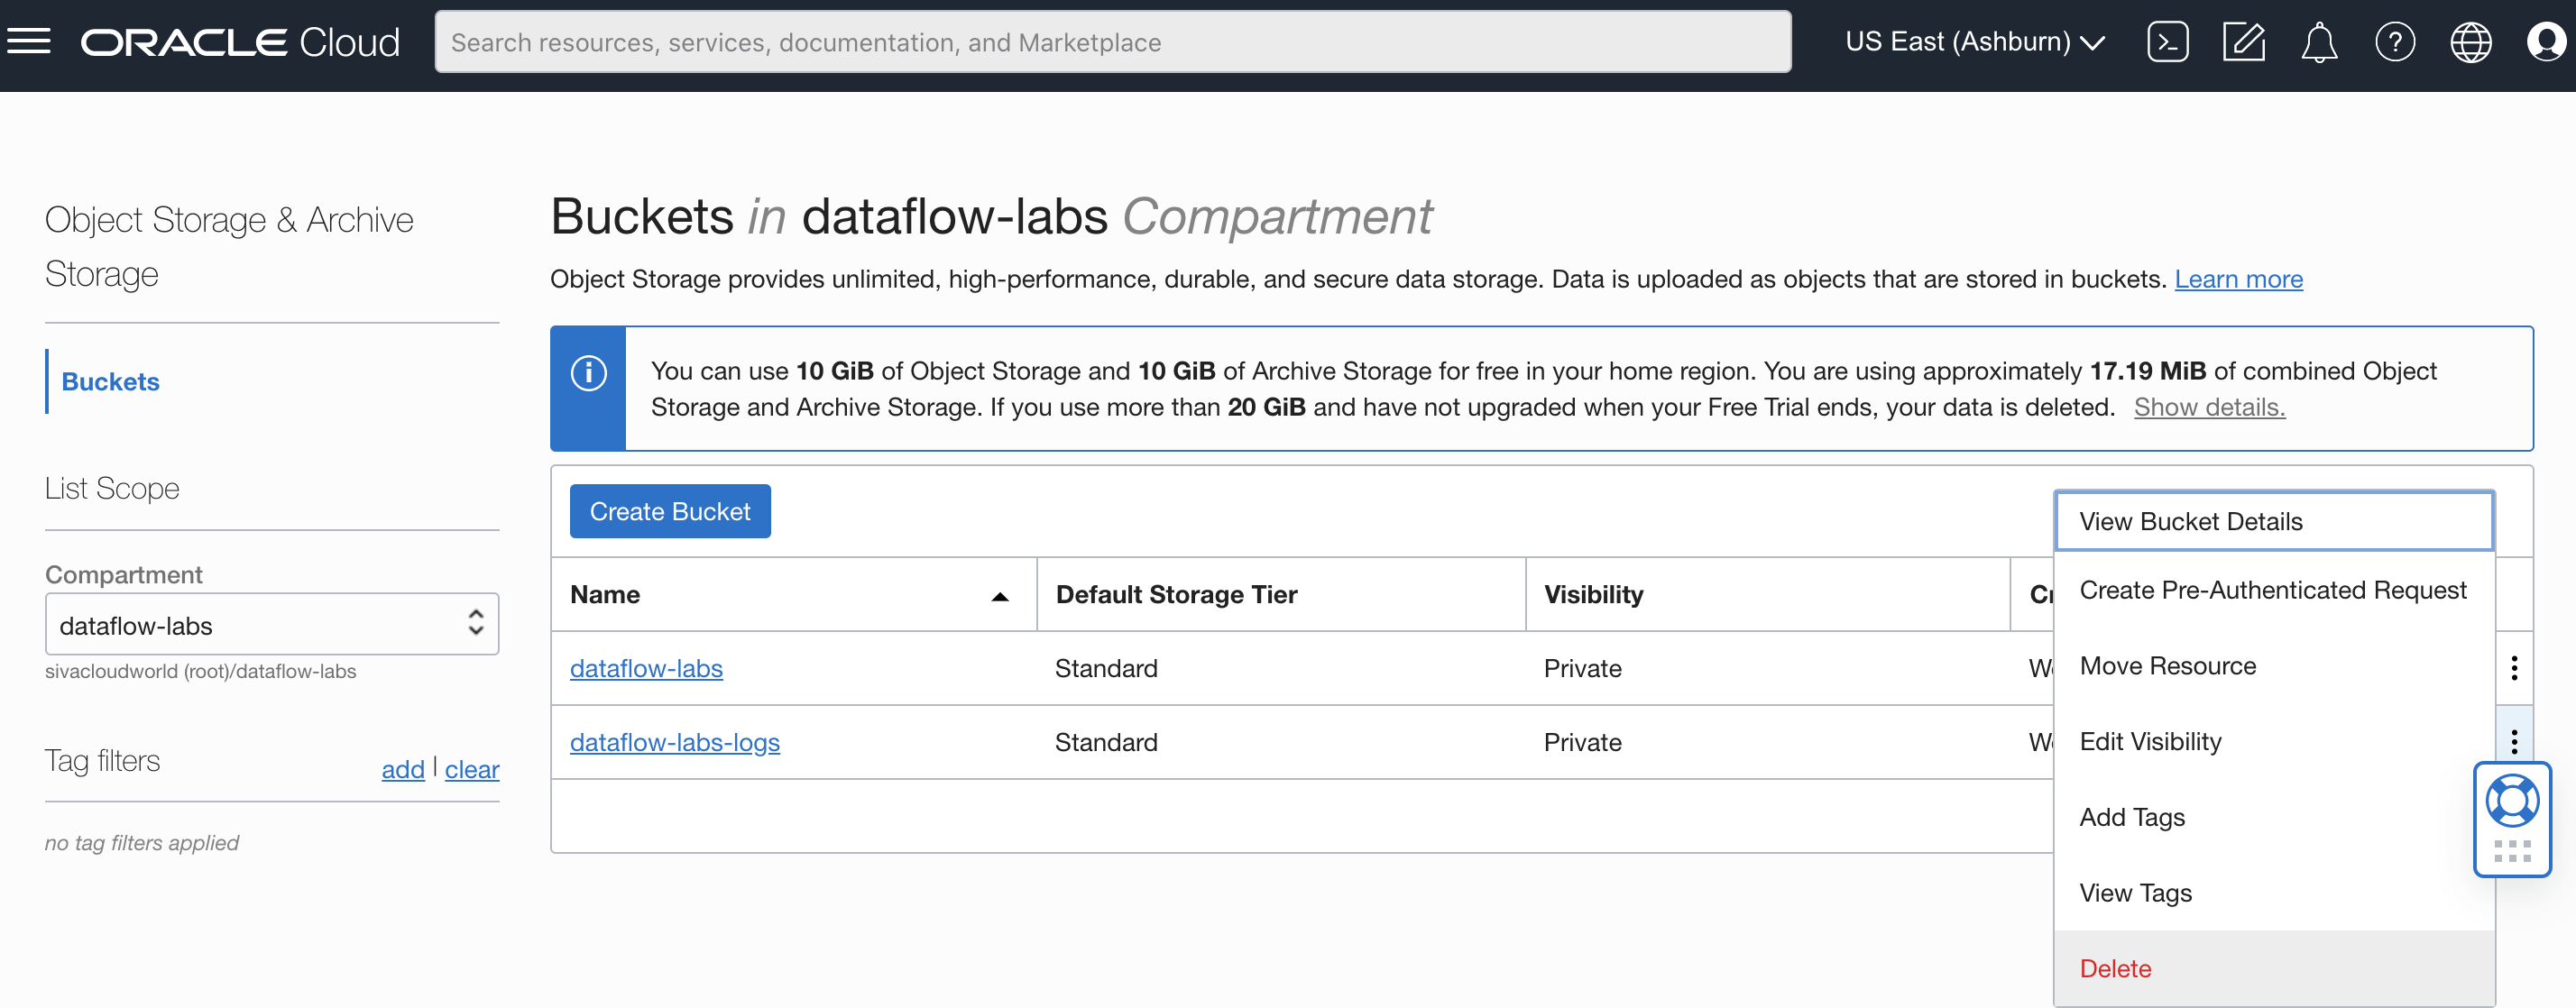 ORACLE Cloud
Search resources, services, documentation, and Marketplace
US East (Ashburn)
Object Storage & Archive
Storage
Buckets
List Scope
Compartment
dataflow-labs
sivacloudworld (root)/dataflow-labs
Tag filters
add | clear
no tag filters applied
Buckets in dataflow-labs Compartment
Object Storage provides unlimited, high-performance, durable, and secure data storage. Data is uploaded as objects that are stored in buckets. Learn more
You can use 10 GiB of Object Storage and 10 GiB of Archive Storage for free in your home region. You are using approximately 17.19 MiB of combined Object
Storage and Archive Storage. If you use more than 20 GiB and have not upgraded when your Free Trial ends, your data is deleted. Show details.
Create Bucket
Name Default Storage Tier Visibility
dataflow-labs Standard Private
dataflow-labs-logs Standard Private
View Bucket Details
Create Pre-Authenticated Request
Move Resource
Edit Visibility
Add Tags
View Tags
Delete